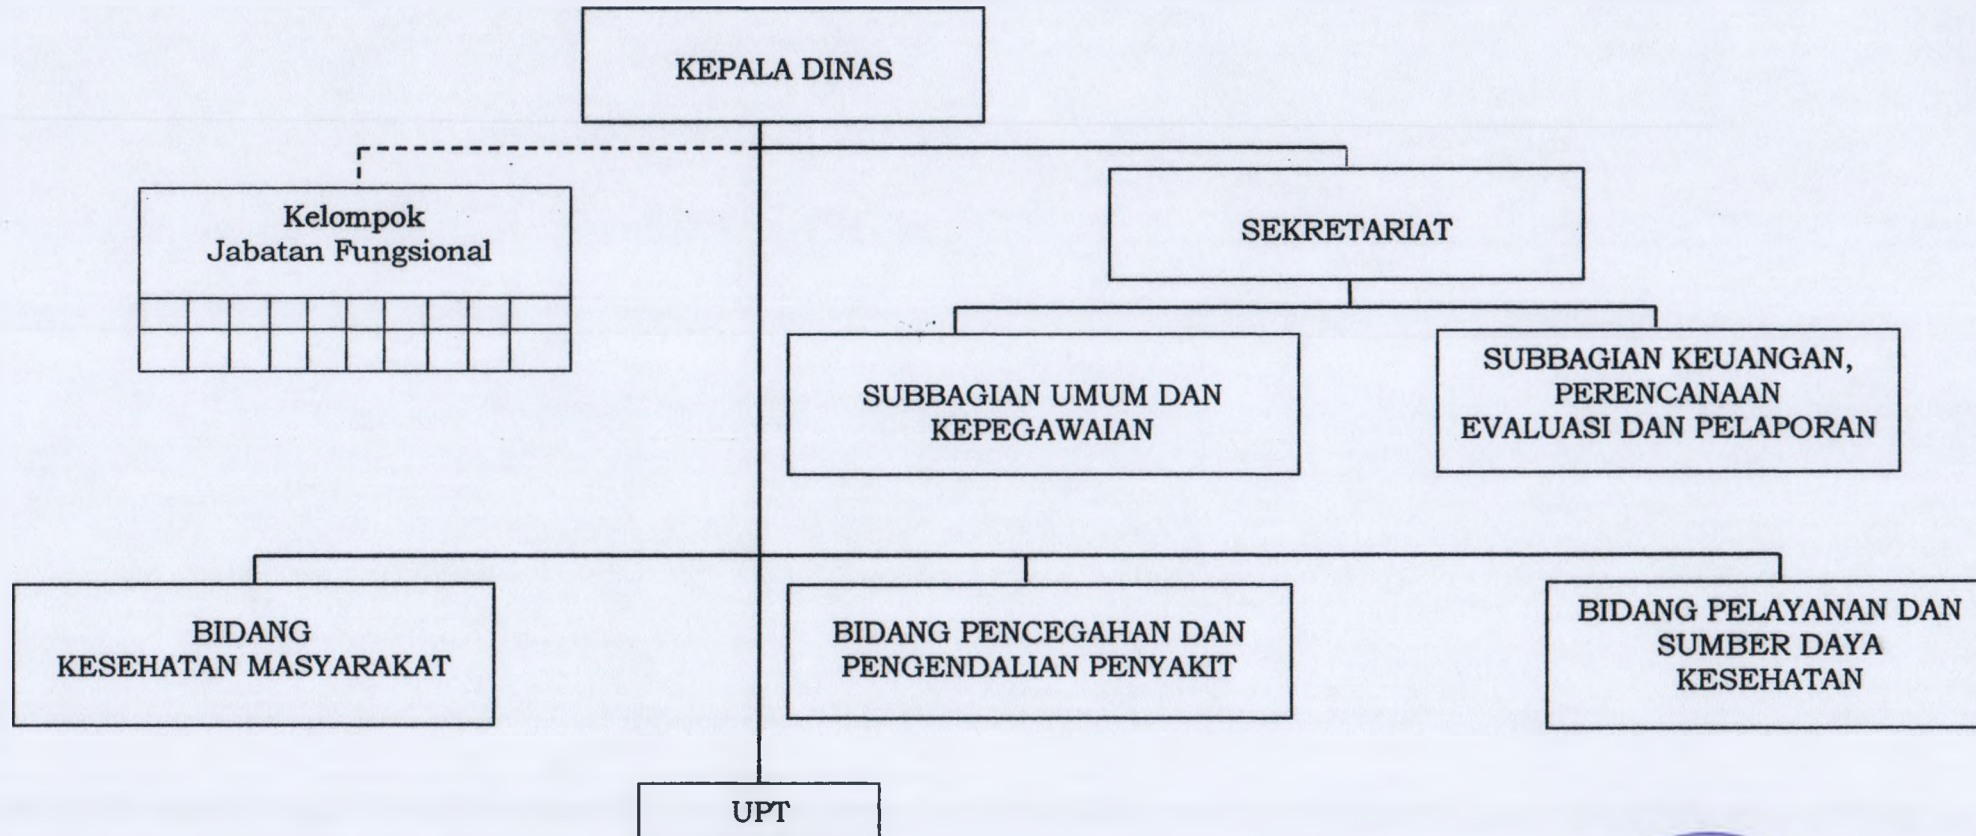 KEPALA DINAS
Kelompok
Jabatan Fungsional
SEKRETARIAT
SUBBAGIAN UMUM DAN
KEPEGAWAIAN
SUBBAGIAN KEUANGAN,
PERENCANAAN
EVALUASI DAN PELAPORAN
BIDANG
KESEHATAN MASYARAKAT
BIDANG PENCEGAHAN DAN
PENGENDALIAN PENYAKIT
BIDANG PELAYANAN DAN
SUMBER DAYA
KESEHATAN
UPT